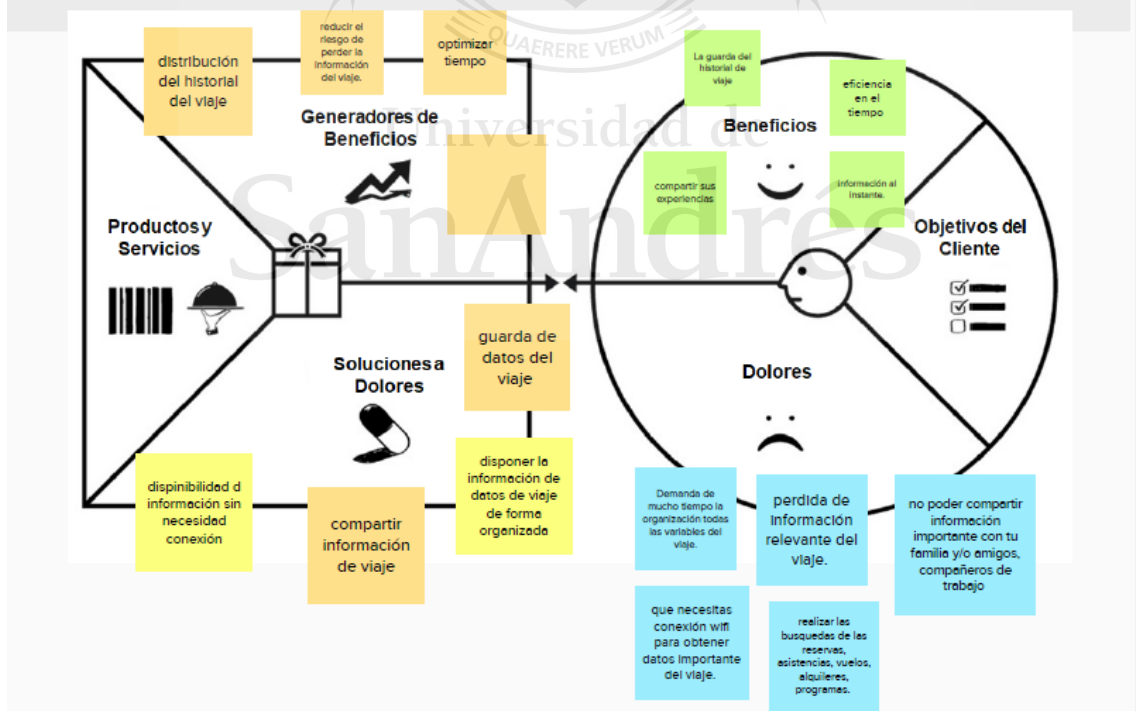 QUAERERE VERUM
Universidad de
SanAndrés
distribución
del historial
del viaje
reducir el
riesgo de
perder la
información
del viaje.
optimizar
tiempo
Generadores de
Beneficios
Productos y
Servicios
Soluciones a
Dolores
guarda de
datos del
viaje
dispinibilidad d
información sin
necesidad
conexión
compartir
información
de viaje
disponer la
información de
datos de viaje
de forma
organizada
La guarda del
historial de
viaje
eficiencia
en el
tiempo
Beneficios
compartir sus
experiencias
información al
instante.
Objetivos del
Cliente
Dolores
Demanda de
mucho tiempo la
organización todas
las variables del
viaje.
perdida de
información
relevante del
viaje.
no poder compartir
información
importante con tu
familia y/o amigos,
compañeros de
trabajo
que necesitas
conexión wifi
para obtener
datos importante
del viaje.
realizar las
busquedas de las
reservas,
asistencias, vuelos,
alquileres,
programas.